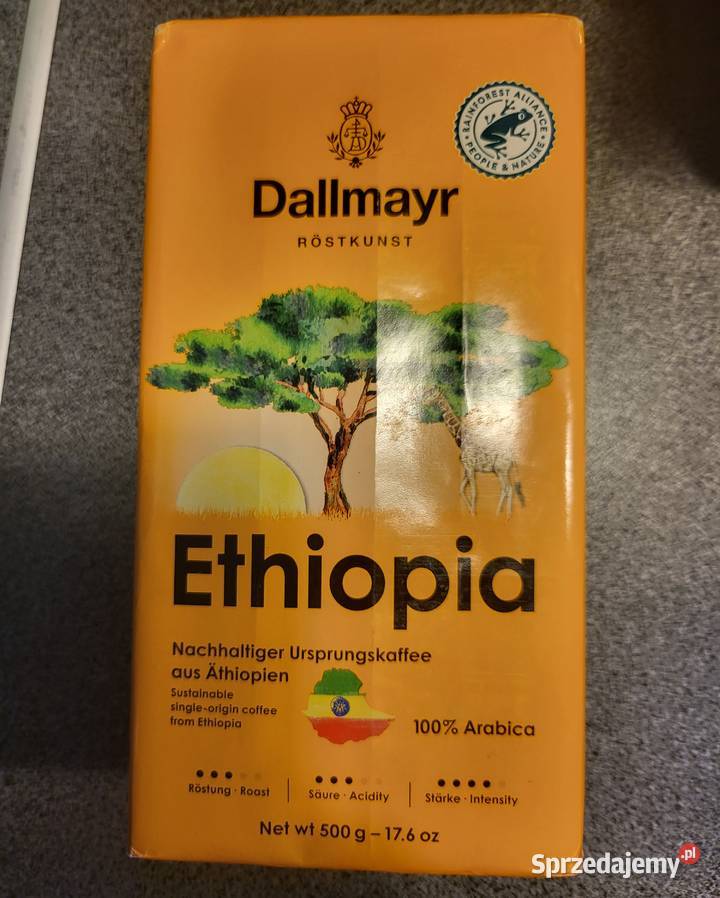 RAINFOREST ALLIANCE
PEOPLE & NATURE
Dallmayr
RÖSTKUNST
Ethiopia
Nachhaltiger Ursprungskaffee
aus Äthiopien
Sustainable
single-origin coffee
from Ethiopia
100% Arabica
Röstung · Roast
Säure · Acidity
Stärke · Intensity
Net wt 500 g – 17.6 oz
Sprzedajemy.pl